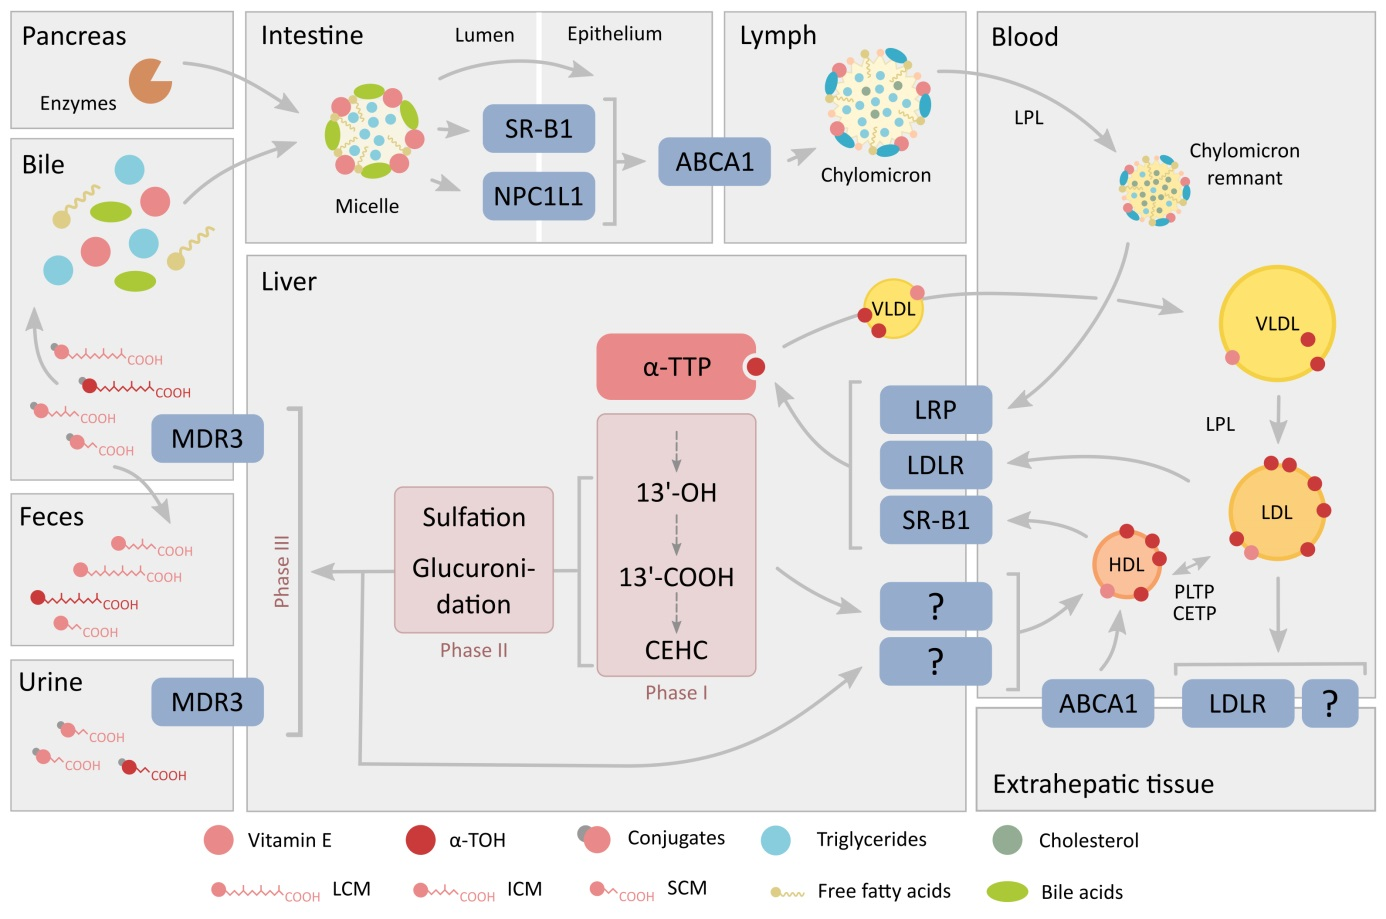 Pancreas
Enzymes
Intestine
Lumen
Epithelium
SR-B1
NPC1L1
Micelle
ABCA1
Lymph
Chylomicron
Blood
LPL
Chylomicron
remnant
VLDL
LPL
LDL
HDL
PLTP
CETP
Bile
COOH
COOH
COOH
COOH
MDR3
Feces
COOH
COOH
COOH
COOH
Urine
MDR3
COOH
COOH
COOH
Liver
VLDL
α-TTP
LRP
LDLR
SR-B1
?
?
13'-OH
13'-COOH
CEHC
Phase I
Sulfation
Glucuroni-
dation
Phase II
Phase III
ABCA1
LDLR
?
Extrahepatic tissue
Vitamin E
α-TOH
Conjugates
Triglycerides
Cholesterol
COOH LCM
COOH ICM
COOH SCM
Free fatty acids
Bile acids